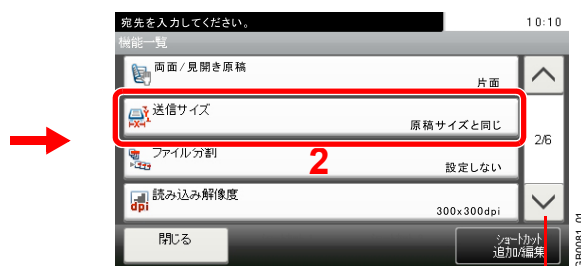 宛先を入力してください。
10:10
機能一覧
両面/見開き原稿
片面
送信サイズ
原稿サイズと同じ
2/6
ファイル分割
2
設定しない
dpi
読み込み解像度
300x300dpi
閉じる
ショートカット
追加/編集
GB0081_01